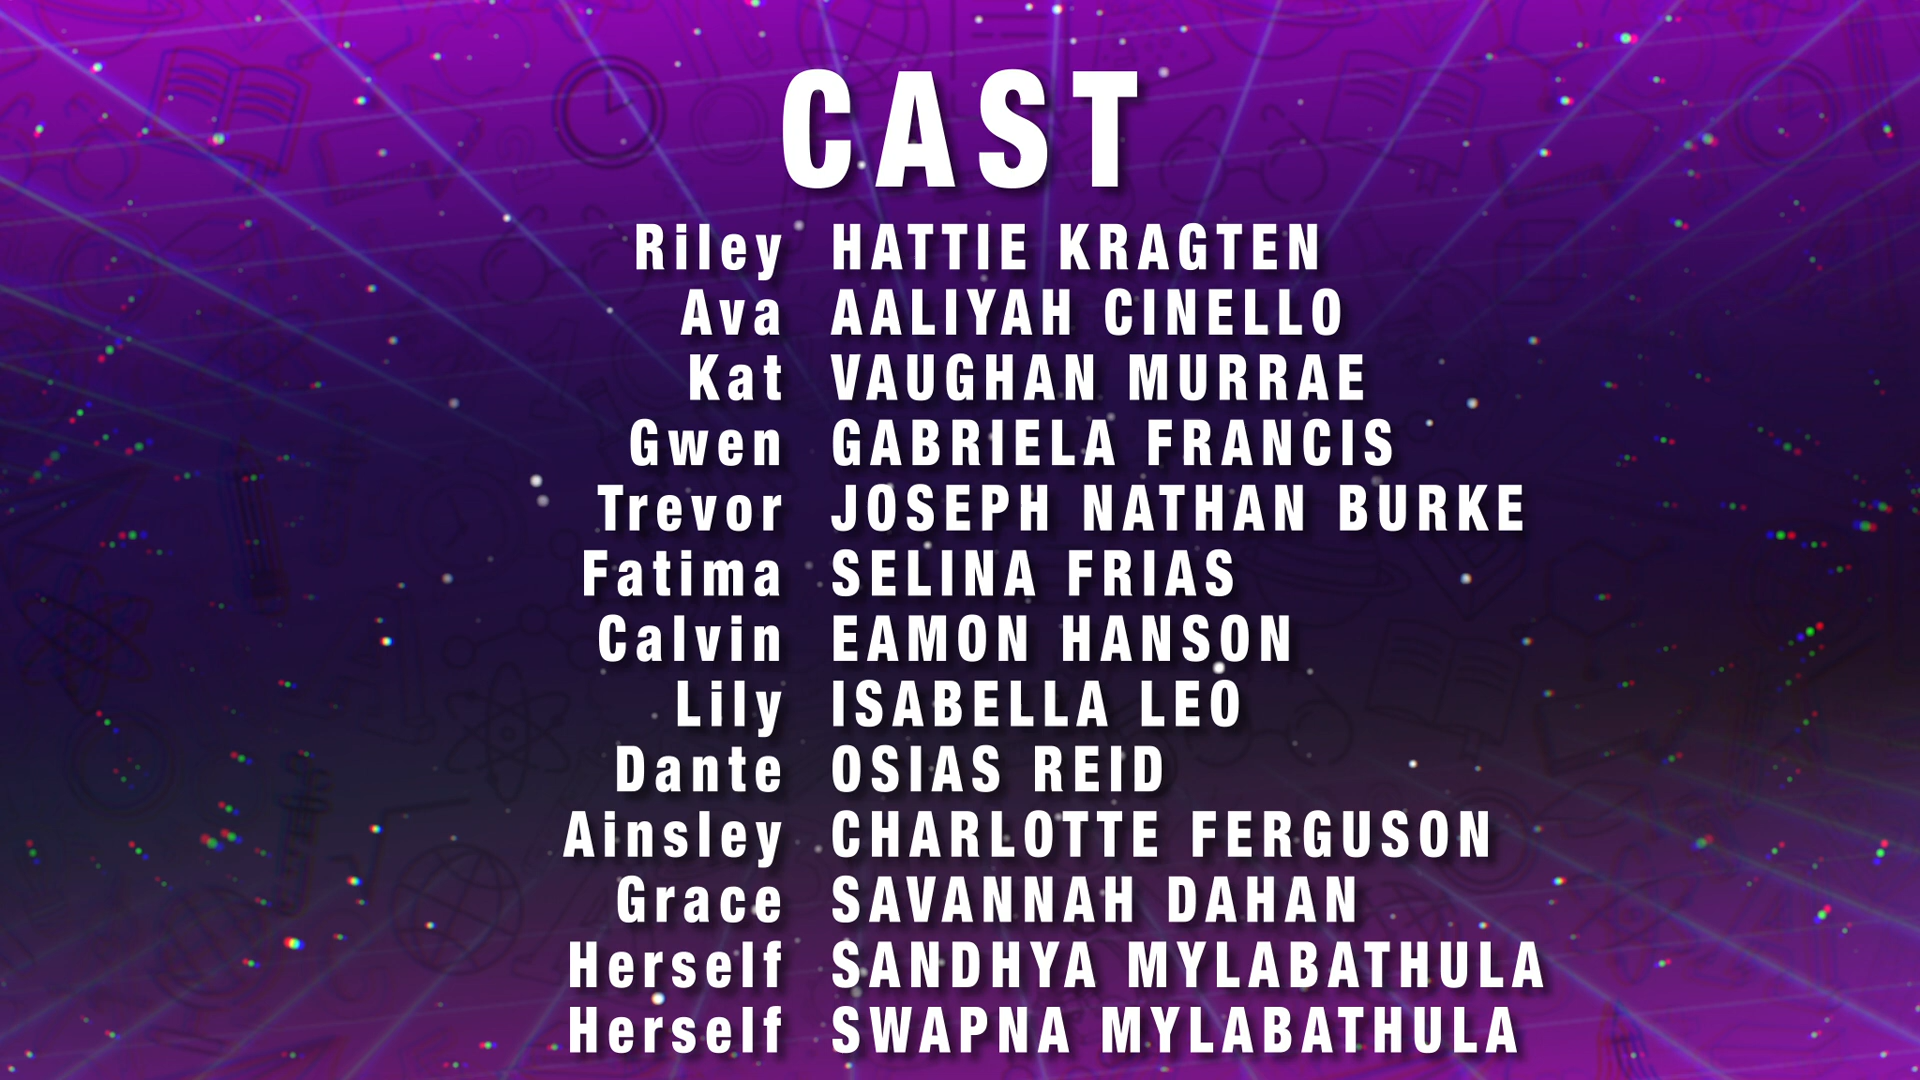 CAST
Riley HATTIE KRAGTEN
Ava AALIYAH CINELLO
Kat VAUGHAN MURRAE
Gwen GABRIELA FRANCIS
Trevor JOSEPH NATHAN BURKE
Fatima SELINA FRIAS
Calvin EAMON HANSON
Lily ISABELLA LEO
Dante OSIAS REID
Ainsley CHARLOTTE FERGUSON
Grace SAVANNAH DAHAN
Herself SANDHYA MYLABATHULA
Herself SWAPNA MYLABATHULA